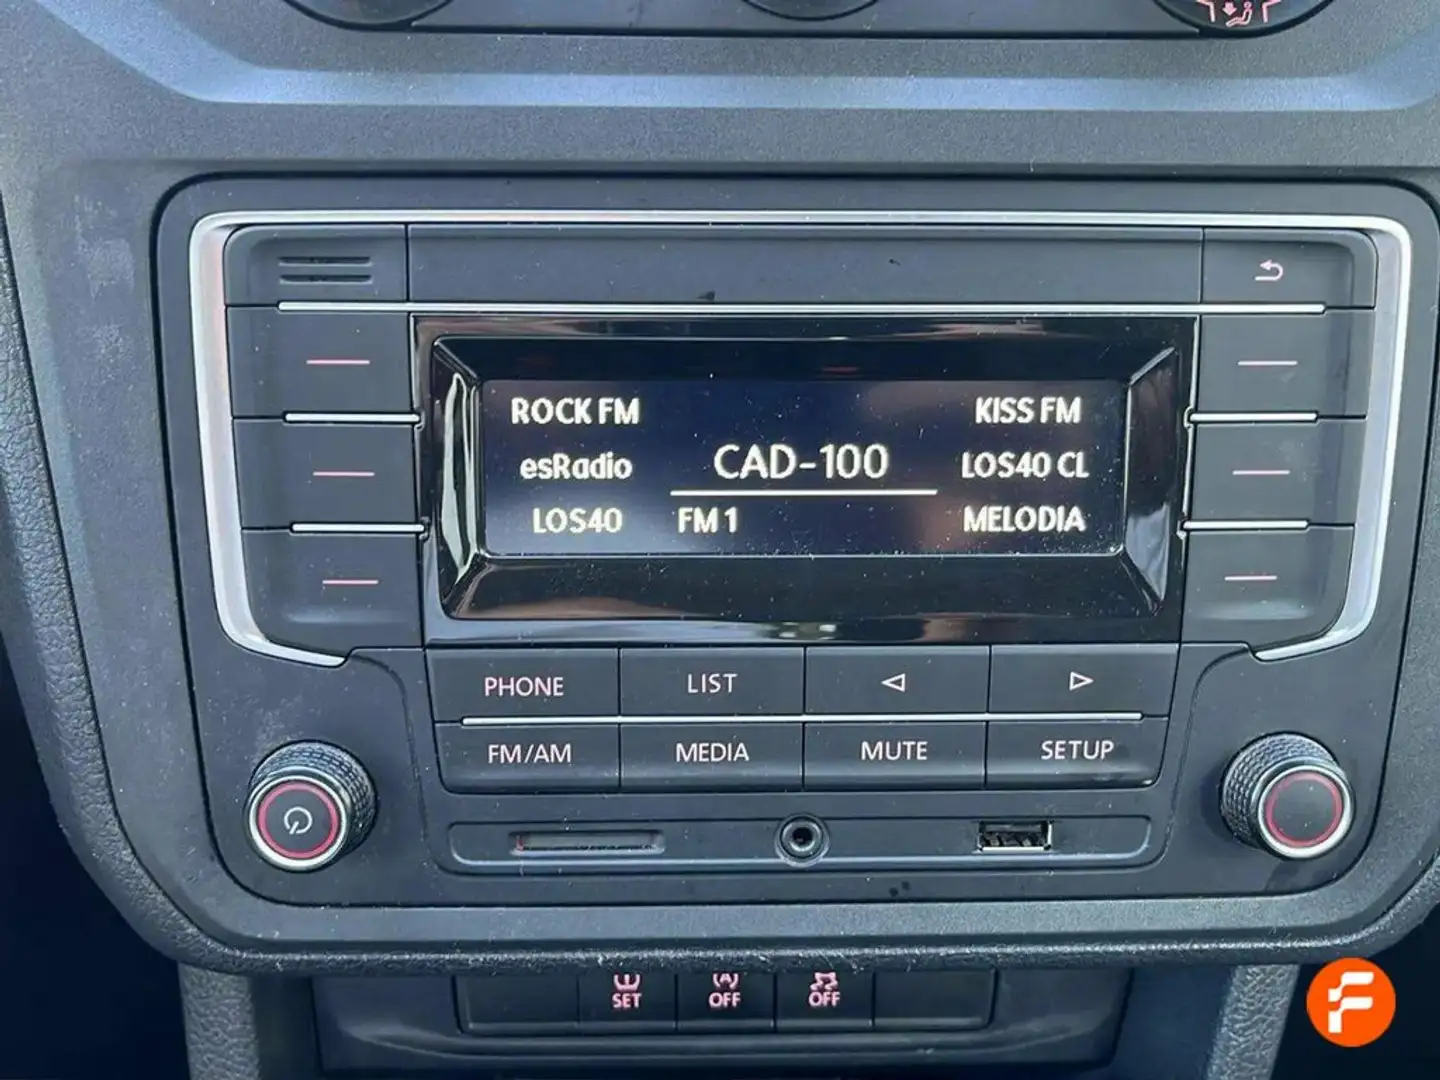 ROCK FM
KISS FM
esRadio
CAD-100
LOS40 CL
LOS40
FM 1
MELODIA
PHONE
LIST
FM/AM
MEDIA
MUTE
SETUP
SET
A
OFF
OFF